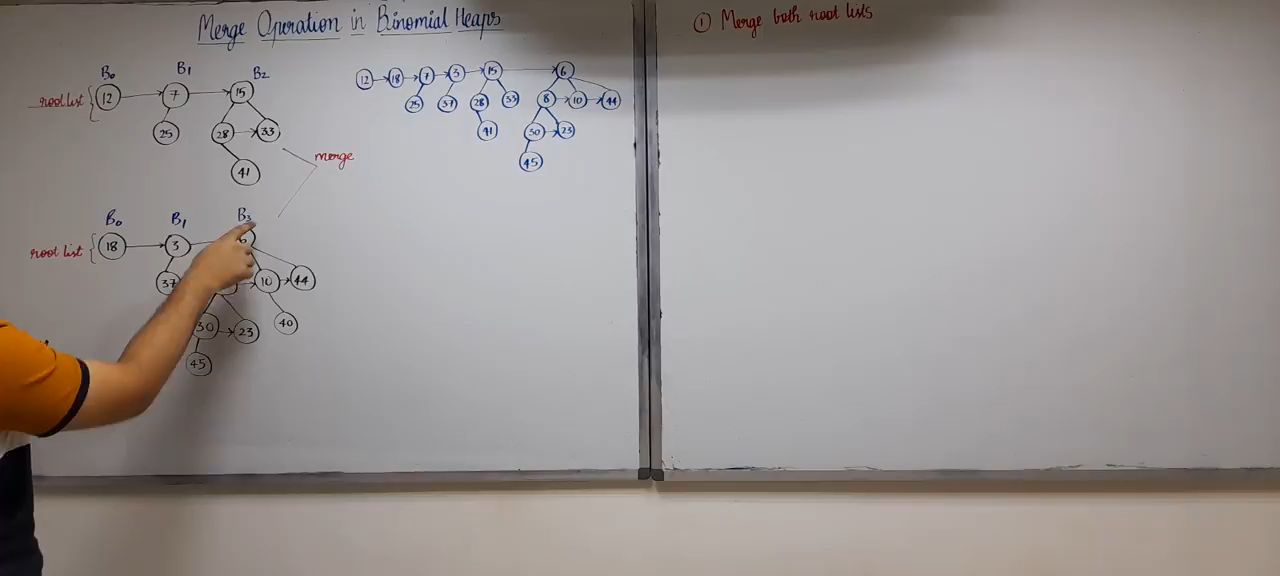 Merge Operation in Binomial Heaps
B₀ B₁ B₂
root list
12 7 15
25 28 33
41
merge
B₀ B₁ B₃
root list
18 3 6
37 10 44
30 23 40
45
12 18 7 3 15 6
25 37 28 33 8 10 44
41 30 23
45
① Merge both root lists